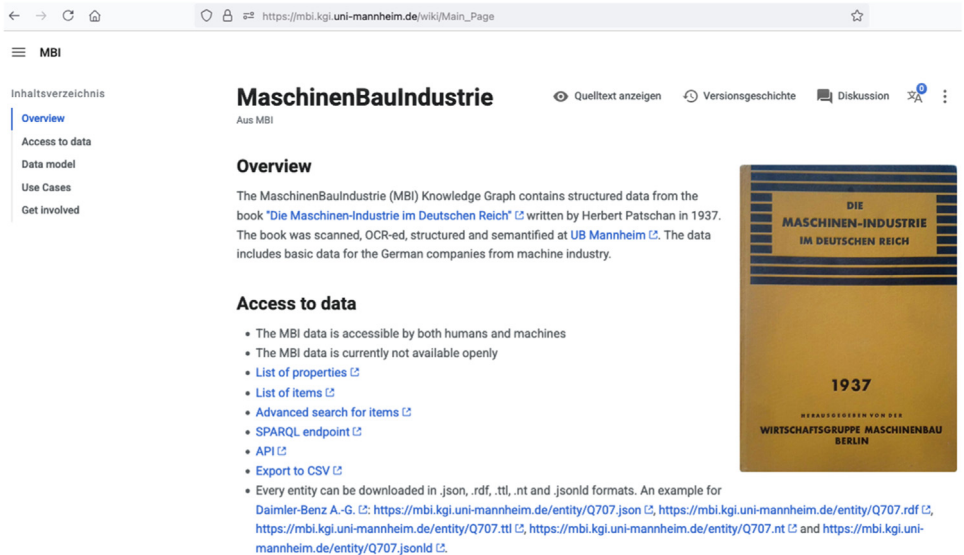 https://mbi.kgi.uni-mannheim.de/wiki/Main_Page
MBI
Inhaltsverzeichnis
Overview
Access to data
Data model
Use Cases
Get involved
MaschinenBauIndustrie
Quelltext anzeigen
Versionsgeschichte
Diskussion
0
Aus MBI
Overview
The MaschinenBauIndustrie (MBI) Knowledge Graph contains structured data from the
book "Die Maschinen-Industrie im Deutschen Reich" written by Herbert Patschan in 1937.
The book was scanned, OCR-ed, structured and semantified at UB Mannheim. The data
includes basic data for the German companies from machine industry.
Access to data
• The MBI data is accessible by both humans and machines
• The MBI data is currently not available openly
• List of properties
• List of items
• Advanced search for items
• SPARQL endpoint
• API
• Export to CSV
• Every entity can be downloaded in .json, .rdf, .ttl, .nt and .jsonld formats. An example for
Daimler-Benz A.-G.: https://mbi.kgi.uni-mannheim.de/entity/Q707.json, https://mbi.kgi.uni-mannheim.de/entity/Q707.rdf,
https://mbi.kgi.uni-mannheim.de/entity/Q707.ttl, https://mbi.kgi.uni-mannheim.de/entity/Q707.nt and https://mbi.kgi.uni-
mannheim.de/entity/Q707.jsonld.
DIE
MASCHINEN-INDUSTRIE
IM DEUTSCHEN REICH
1937
HERAUSGEGEBEN VON DER
WIRTSCHAFTSGRUPPE MASCHINENBAU
BERLIN